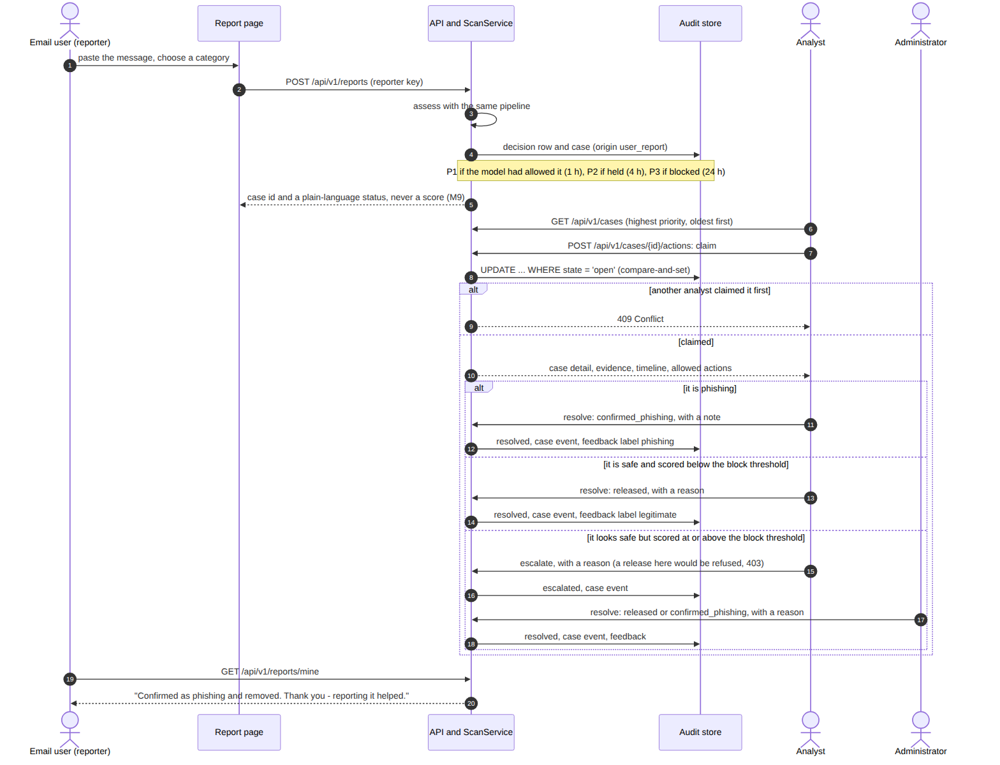 Email user (reporter)
Report page
API and ScanService
Audit store
Analyst
Administrator
1
paste the message, choose a category
2
POST /api/v1/reports (reporter key)
assess with the same pipeline
3
4
decision row and case (origin user_report)
P1 if the model had allowed it (1 h), P2 if held (4 h), P3 if blocked (24 h)
case id and a plain-language status, never a score (M9)
5
GET /api/v1/cases (highest priority, oldest first)
6
POST /api/v1/cases/{id}/actions: claim
7
8
UPDATE ... WHERE state = 'open' (compare-and-set)
alt
[another analyst claimed it first]
9
409 Conflict
[claimed]
10
case detail, evidence, timeline, allowed actions
alt
[it is phishing]
resolve: confirmed_phishing, with a note
11
12
resolved, case event, feedback label phishing
[it is safe and scored below the block threshold]
resolve: released, with a reason
13
14
resolved, case event, feedback label legitimate
[it looks safe but scored at or above the block threshold]
escalate, with a reason (a release here would be refused, 403)
15
16
escalated, case event
resolve: released or confirmed_phishing, with a reason
17
18
resolved, case event, feedback
19
GET /api/v1/reports/mine
"Confirmed as phishing and removed. Thank you - reporting it helped."
20
Email user (reporter)
Report page
API and ScanService
Audit store
Analyst
Administrator